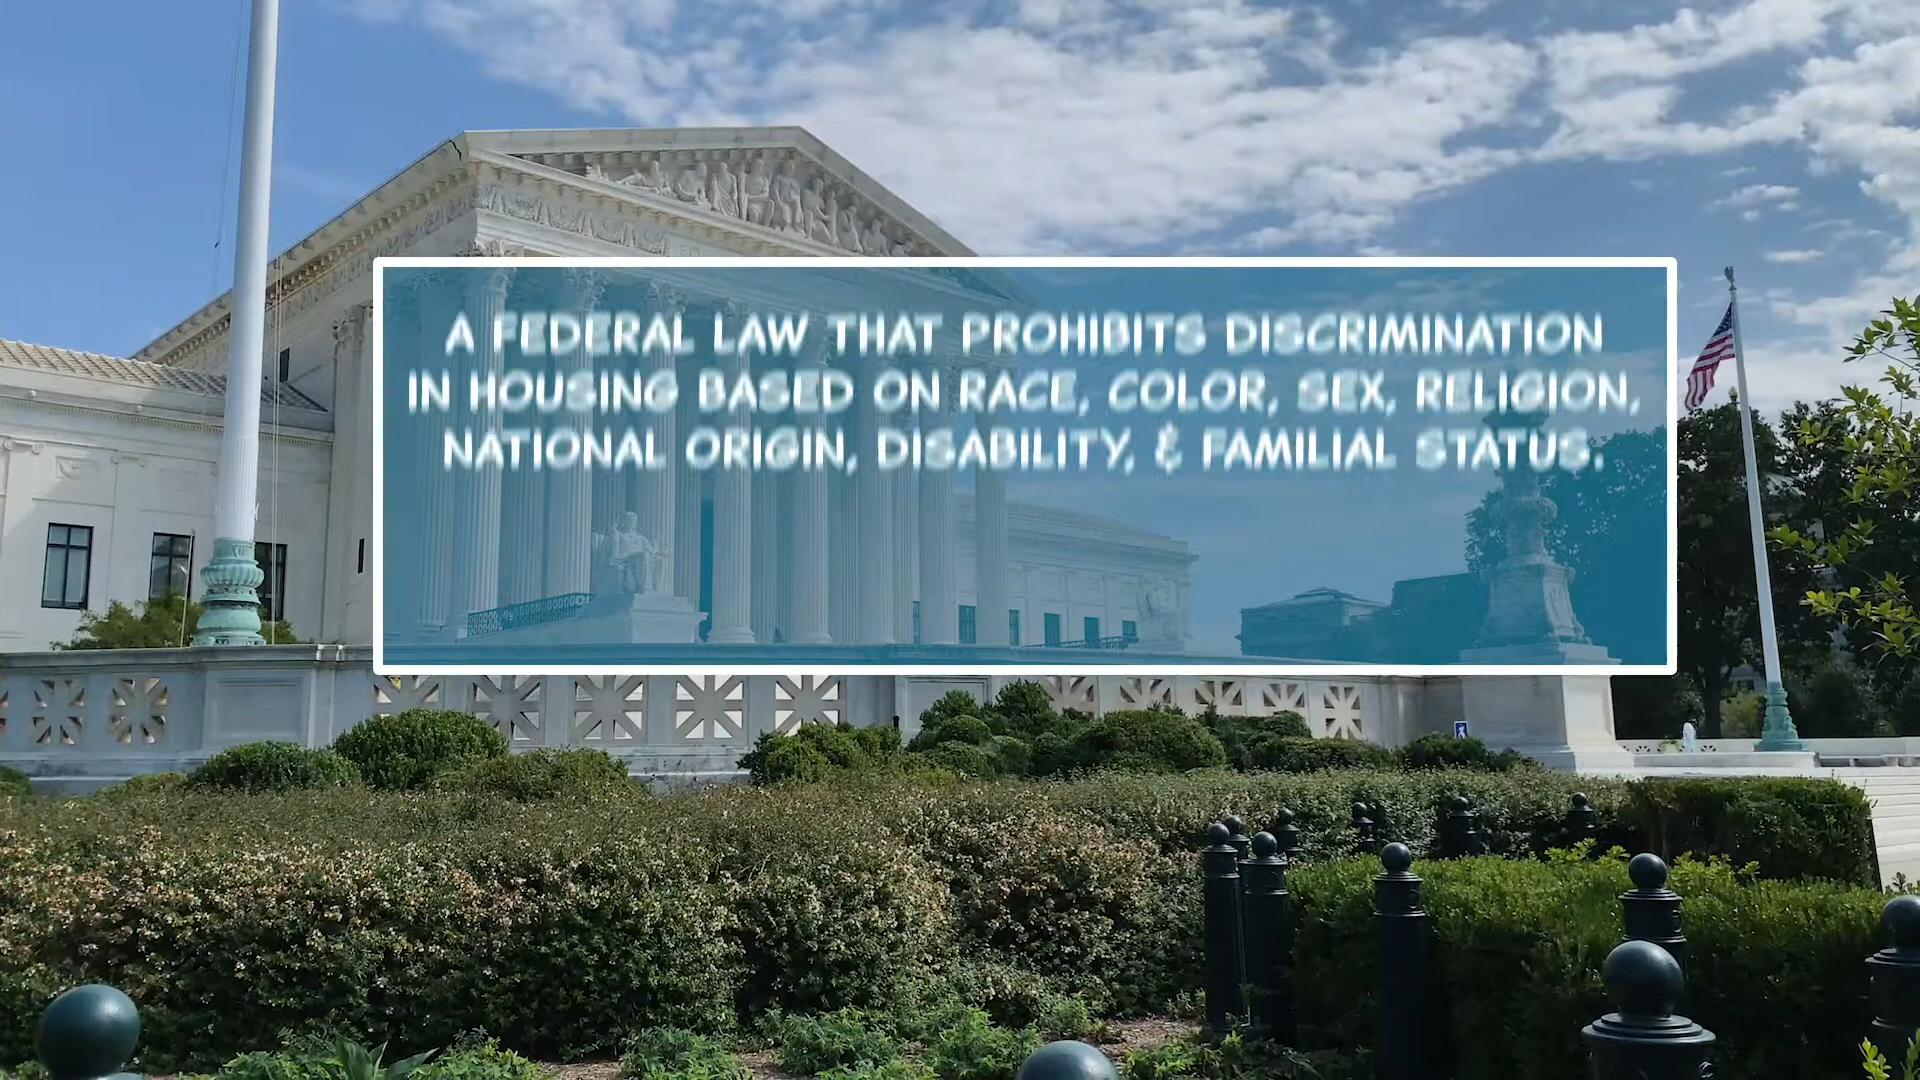 A FEDERAL LAW THAT PROHIBITS DISCRIMINATION
IN HOUSING BASED ON RACE, COLOR, SEX, RELIGION,
NATIONAL ORIGIN, DISABILITY, & FAMILIAL STATUS.